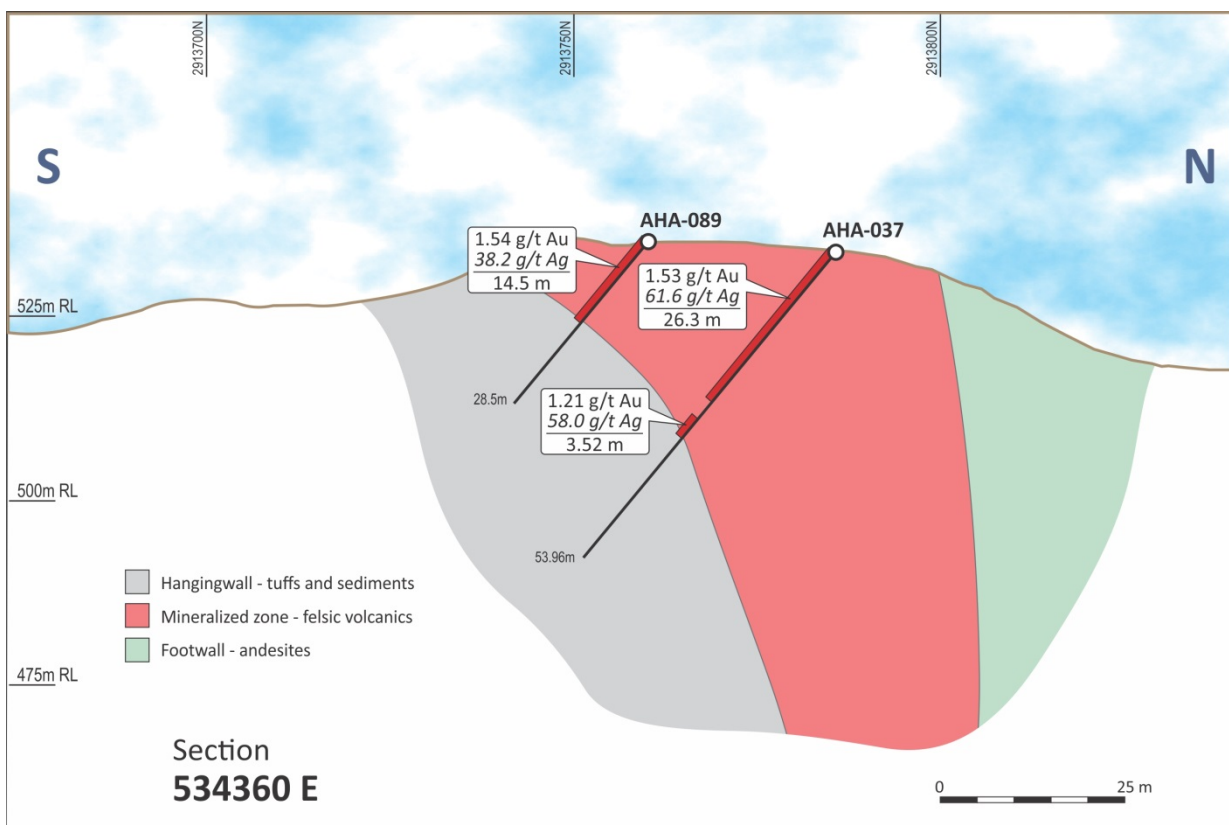 2913700N
2913750N
2913800N
S
N
AHA-089
AHA-037
1.54 g/t Au
38.2 g/t Ag
14.5 m
1.53 g/t Au
61.6 g/t Ag
26.3 m
525m RL
28.5m
1.21 g/t Au
58.0 g/t Ag
3.52 m
500m RL
53.96m
Hangingwall - tuffs and sediments
Mineralized zone - felsic volcanics
Footwall - andesites
475m RL
Section
534360 E
0 25 m